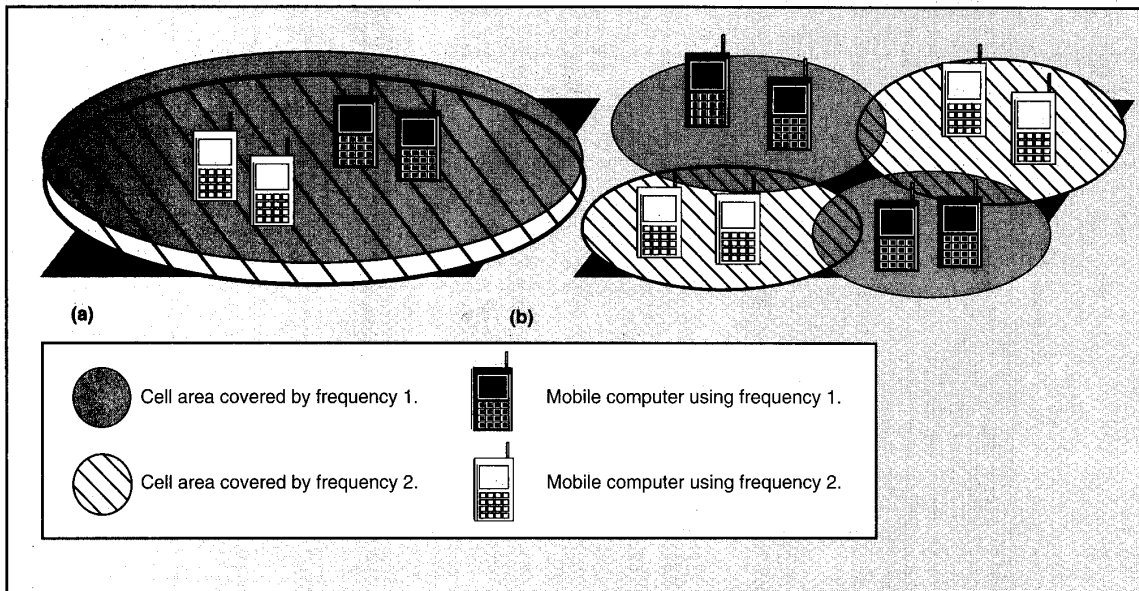 (a)
(b)
Cell area covered by frequency 1.
Mobile computer using frequency 1.
Cell area covered by frequency 2.
Mobile computer using frequency 2.